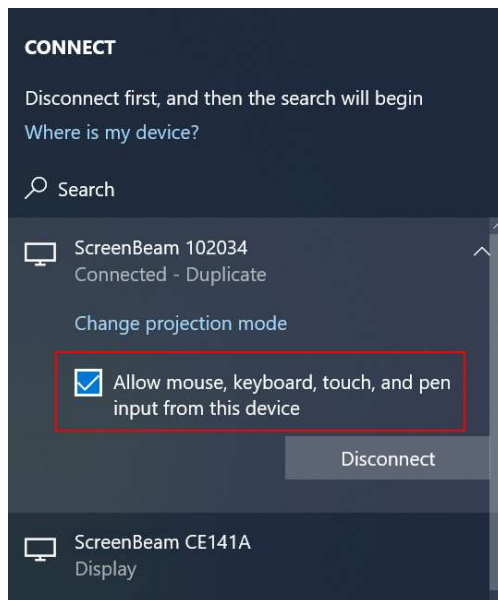 CONNECT
Disconnect first, and then the search will begin
Where is my device?
Search
ScreenBeam 102034
Connected - Duplicate
Change projection mode
Allow mouse, keyboard, touch, and pen
input from this device
Disconnect
ScreenBeam CE141A
Display